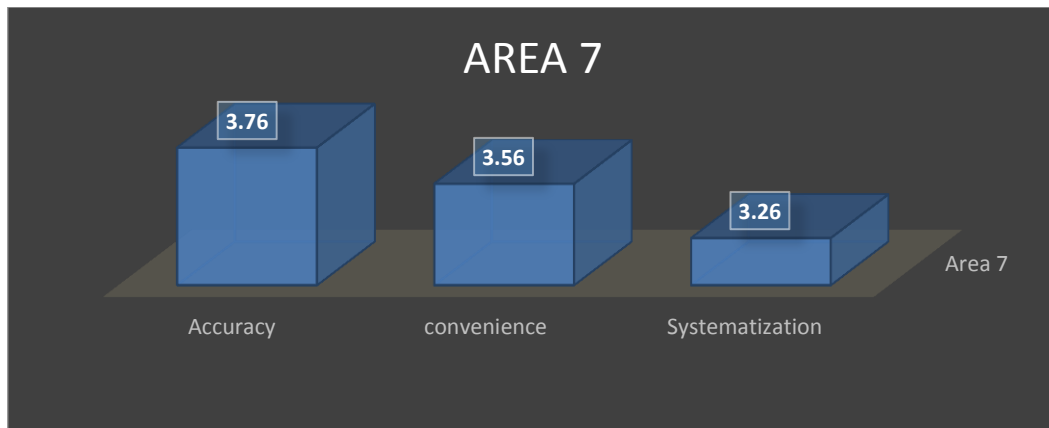 AREA 7
3.76
3.56
3.26
Area 7
Accuracy
convenience
Systematization